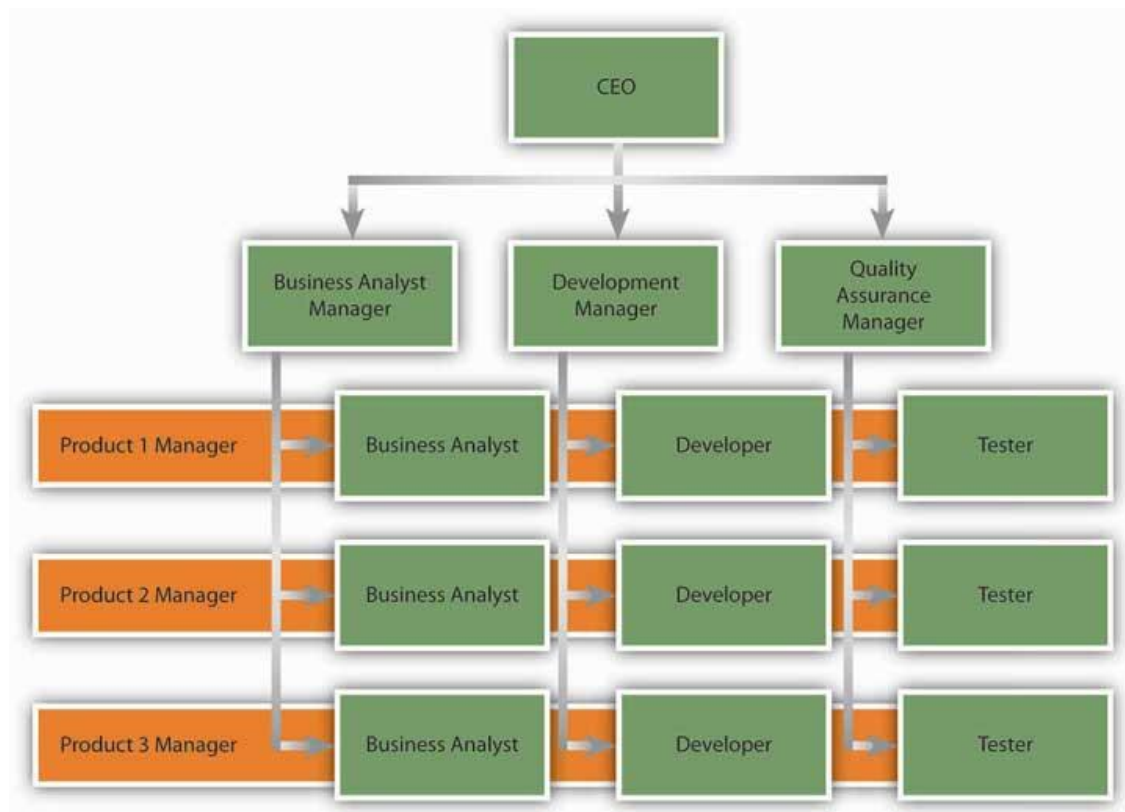 CEO
Business Analyst
Manager
Development
Manager
Quality
Assurance
Manager
Product 1 Manager
Business Analyst
Developer
Tester
Product 2 Manager
Business Analyst
Developer
Tester
Product 3 Manager
Business Analyst
Developer
Tester